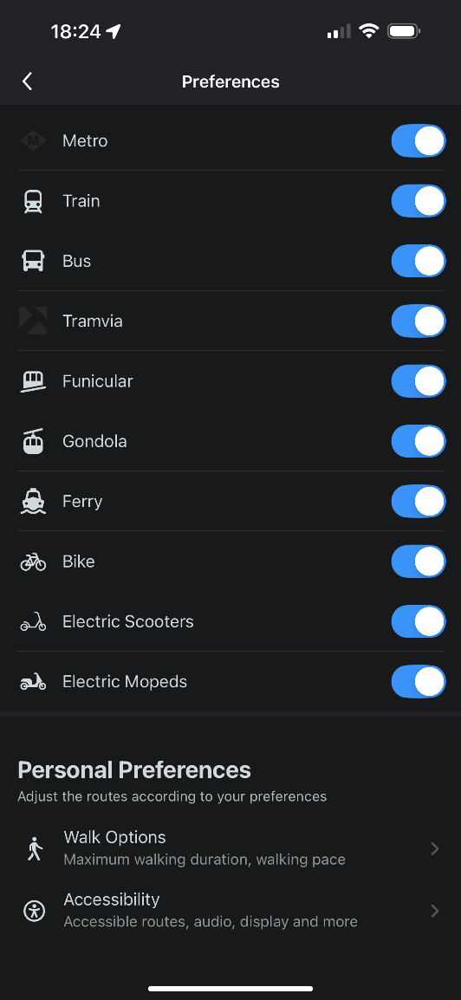 18:24
Preferences
Metro
Train
Bus
Tramvia
Funicular
Gondola
Ferry
Bike
Electric Scooters
Electric Mopeds
Personal Preferences
Adjust the routes according to your preferences
Walk Options
Maximum walking duration, walking pace
Accessibility
Accessible routes, audio, display and more